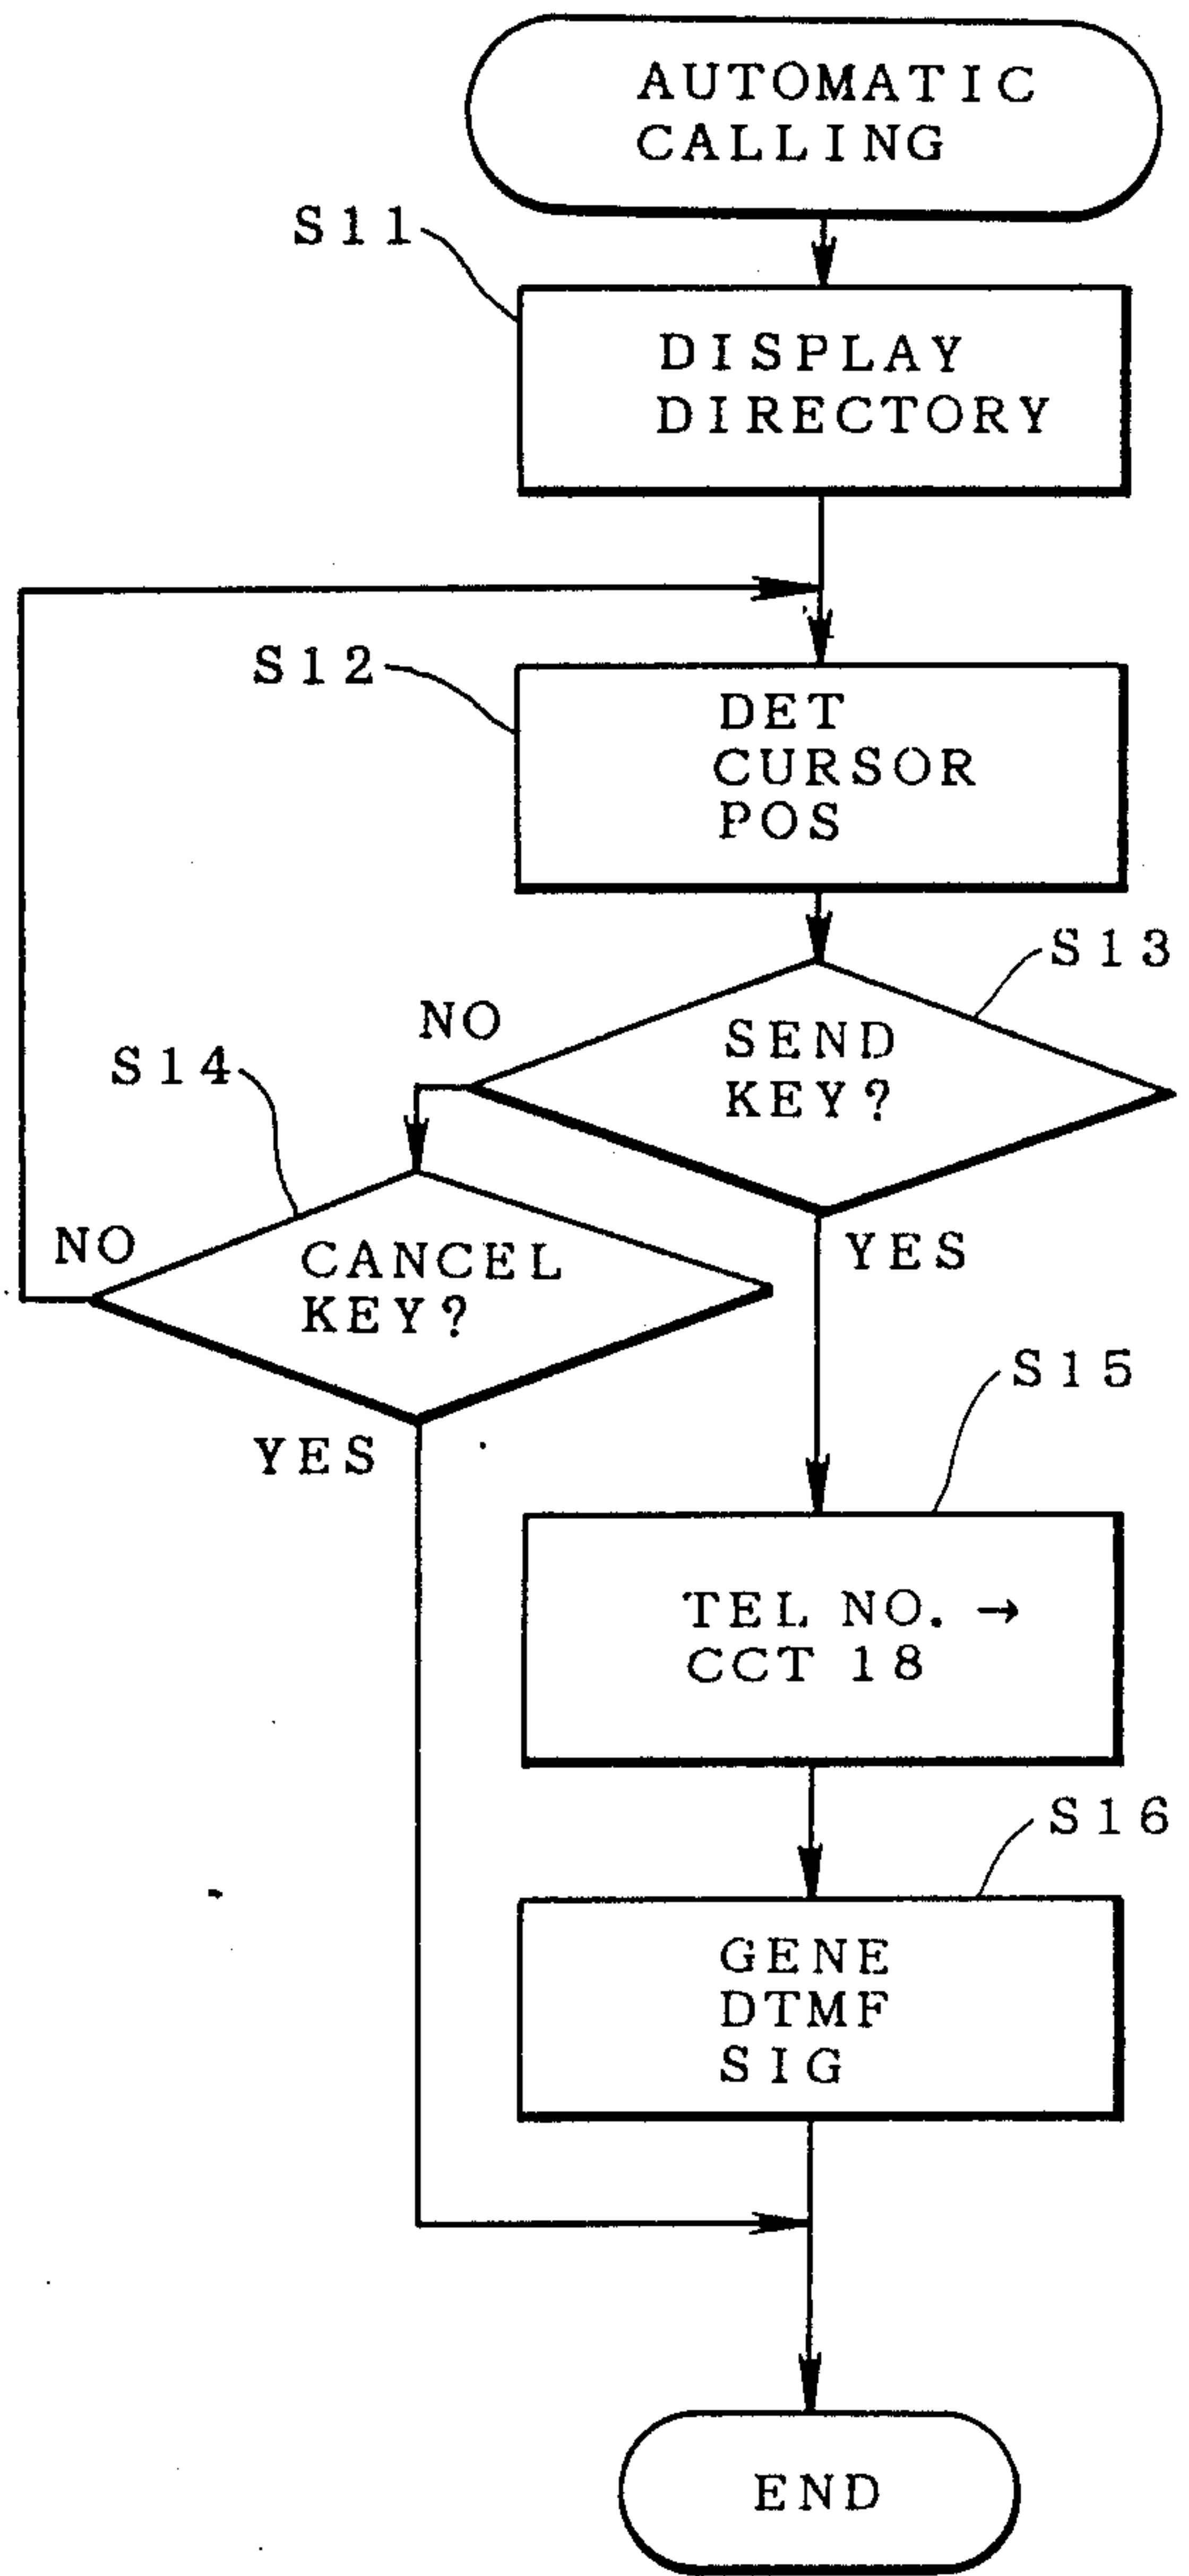 AUTOMATIC
CALLING
S11
DISPLAY
DIRECTORY
S12
DET
CURSOR
POS
S13
NO
SEND
KEY?
S14
NO
CANCEL
KEY?
YES
YES
S15
TEL NO. →
CCT 18
S16
GENE
DTMF
SIG
END